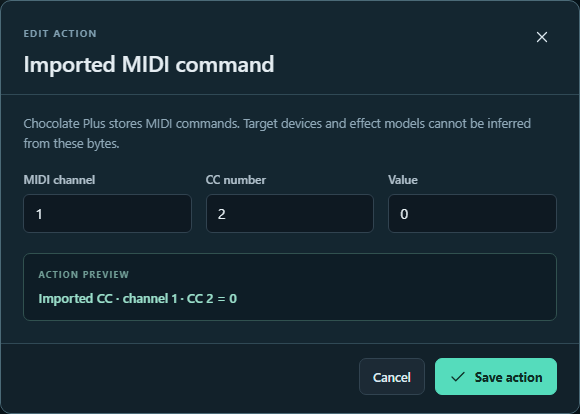 EDIT ACTION
Imported MIDI command
Chocolate Plus stores MIDI commands. Target devices and effect models cannot be inferred
from these bytes.
MIDI channel
CC number
Value
1
2
0
ACTION PREVIEW
Imported CC · channel 1 · CC 2 = 0
Cancel
Save action